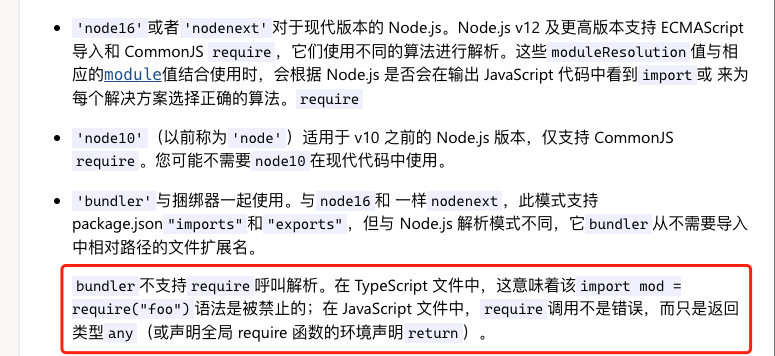 'node16' 或者 'nodenext' 对于现代版本的 Node.js。Node.js v12 及更高版本支持 ECMAScript
导入和 CommonJS require，它们使用不同的算法进行解析。这些 moduleResolution 值与相
应的module值结合使用时，会根据 Node.js 是否会在输出 JavaScript 代码中看到 import 或 来为
每个解决方案选择正确的算法。require
'node10'（以前称为 'node'）适用于 v10 之前的 Node.js 版本，仅支持 CommonJS
require。您可能不需要 node10 在现代代码中使用。
'bundler' 与捆绑器一起使用。与 node16 和 一样 nodenext，此模式支持
package.json "imports" 和 "exports"，但与 Node.js 解析模式不同，它 bundler 从不需要导入
中相对路径的文件扩展名。
bundler 不支持 require 呼叫解析。在 TypeScript 文件中，这意味着该 import mod =
require("foo") 语法是被禁止的；在 JavaScript 文件中，require 调用不是错误，而只是返回
类型 any（或声明全局 require 函数的环境声明 return）。